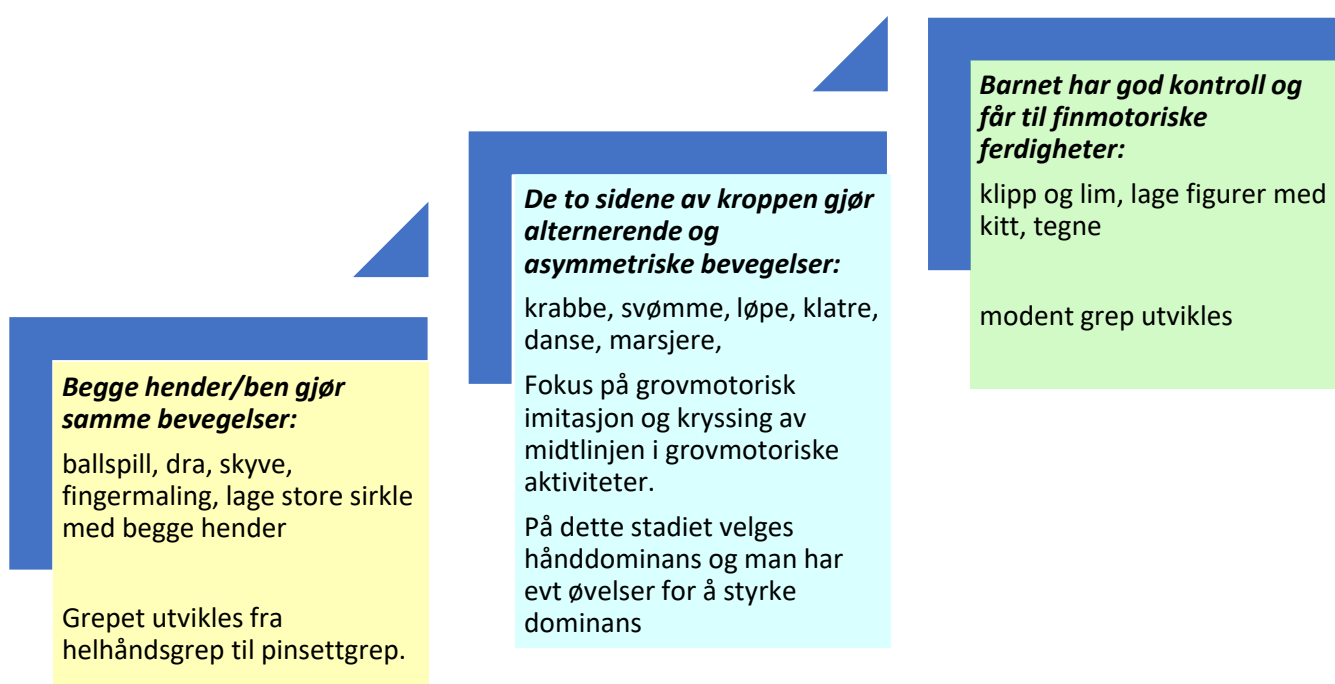 Begge hender/ben gjør
samme bevegelser:
ballspill, dra, skyve,
fingermaling, lage store sirkle
med begge hender
Grepet utvikles fra
helhåndsgrep til pinsettgrep.
De to sidene av kroppen gjør
alternerende og
asymmetriske bevegelser:
krabbe, svømme, løpe, klatre,
danse, marsjere,
Fokus på grovmotorisk
imitasjon og kryssing av
midtlinjen i grovmotoriske
aktiviteter.
På dette stadiet velges
hånddominans og man har
evt øvelser for å styrke
dominans
Barnet har god kontroll og
får til finmotoriske
ferdigheter:
klipp og lim, lage figurer med
kitt, tegne
modent grep utvikles